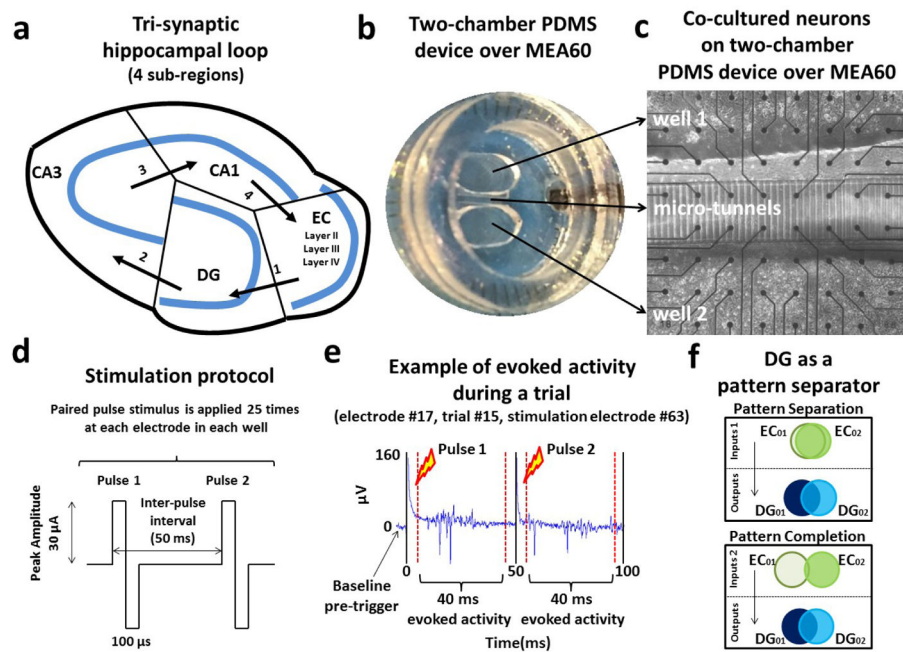 a
Tri-synaptic
hippocampal loop
(4 sub-regions)
CA3
3
CA1
4
EC
Layer II
Layer III
Layer IV
2
DG
1
b
Two-chamber PDMS
device over MEA60
c
Co-cultured neurons
on two-chamber
PDMS device over MEA60
well 1
micro-tunnels
well 2
d
Stimulation protocol
Paired pulse stimulus is applied 25 times
at each electrode in each well
Pulse 1
Pulse 2
Inter-pulse
interval
(50 ms)
Peak Amplitude
30 µA
100 µs
e
Example of evoked activity
during a trial
(electrode #17, trial #15, stimulation electrode #63)
160
µV
0
Pulse 1
Pulse 2
Baseline
pre-trigger
0
50
100
40 ms
evoked activity
40 ms
evoked activity
Time(ms)
f
DG as a
pattern separator
Pattern Separation
Inputs 1
EC01
EC02
Outputs
DG01
DG02
Pattern Completion
Inputs 2
EC01
EC02
Outputs
DG01
DG02